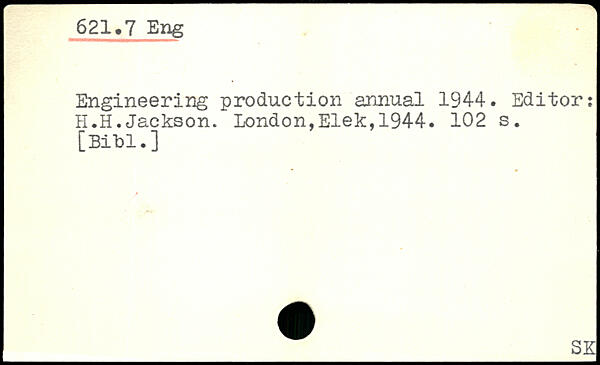 621.7 Eng
Engineering production annual 1944. Editor:
H.H.Jackson. London,Elek,1944. 102 s.
[Bibl.]
SK